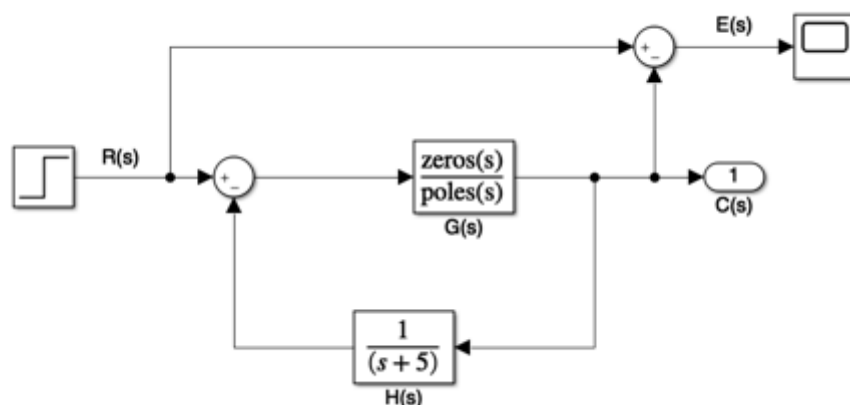 E(s)
+
−
R(s)
+
−
zeros(s)
poles(s)
G(s)
1
C(s)
1
(s + 5)
H(s)